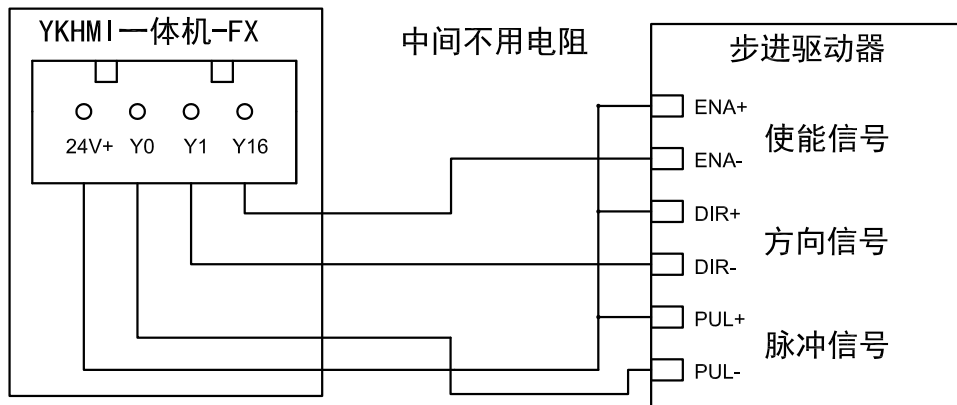 YKHMI一体机-FX
中间不用电阻
步进驱动器
24V+ Y0 Y1 Y16
ENA+
使能信号
ENA-
DIR+
方向信号
DIR-
PUL+
脉冲信号
PUL-